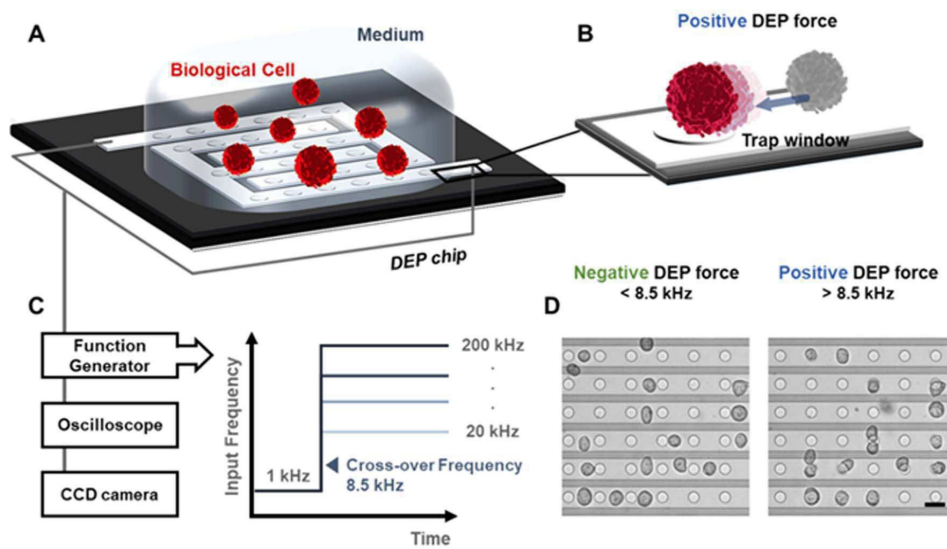 A
Medium
Biological Cell
DEP chip
B
Positive DEP force
Trap window
C
Function
Generator
Oscilloscope
CCD camera
Input Frequency
200 kHz
.
.
.
20 kHz
1 kHz
Cross-over Frequency
8.5 kHz
Time
D
Negative DEP force
< 8.5 kHz
Positive DEP force
> 8.5 kHz